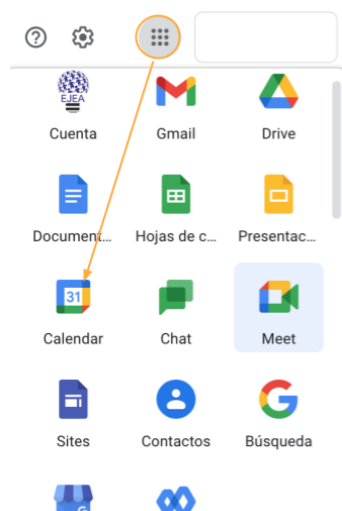 EJEA
Cuenta
Gmail
Drive
Document...
Hojas de c...
Presentac...
31
Calendar
Chat
Meet
Sites
Contactos
Búsqueda